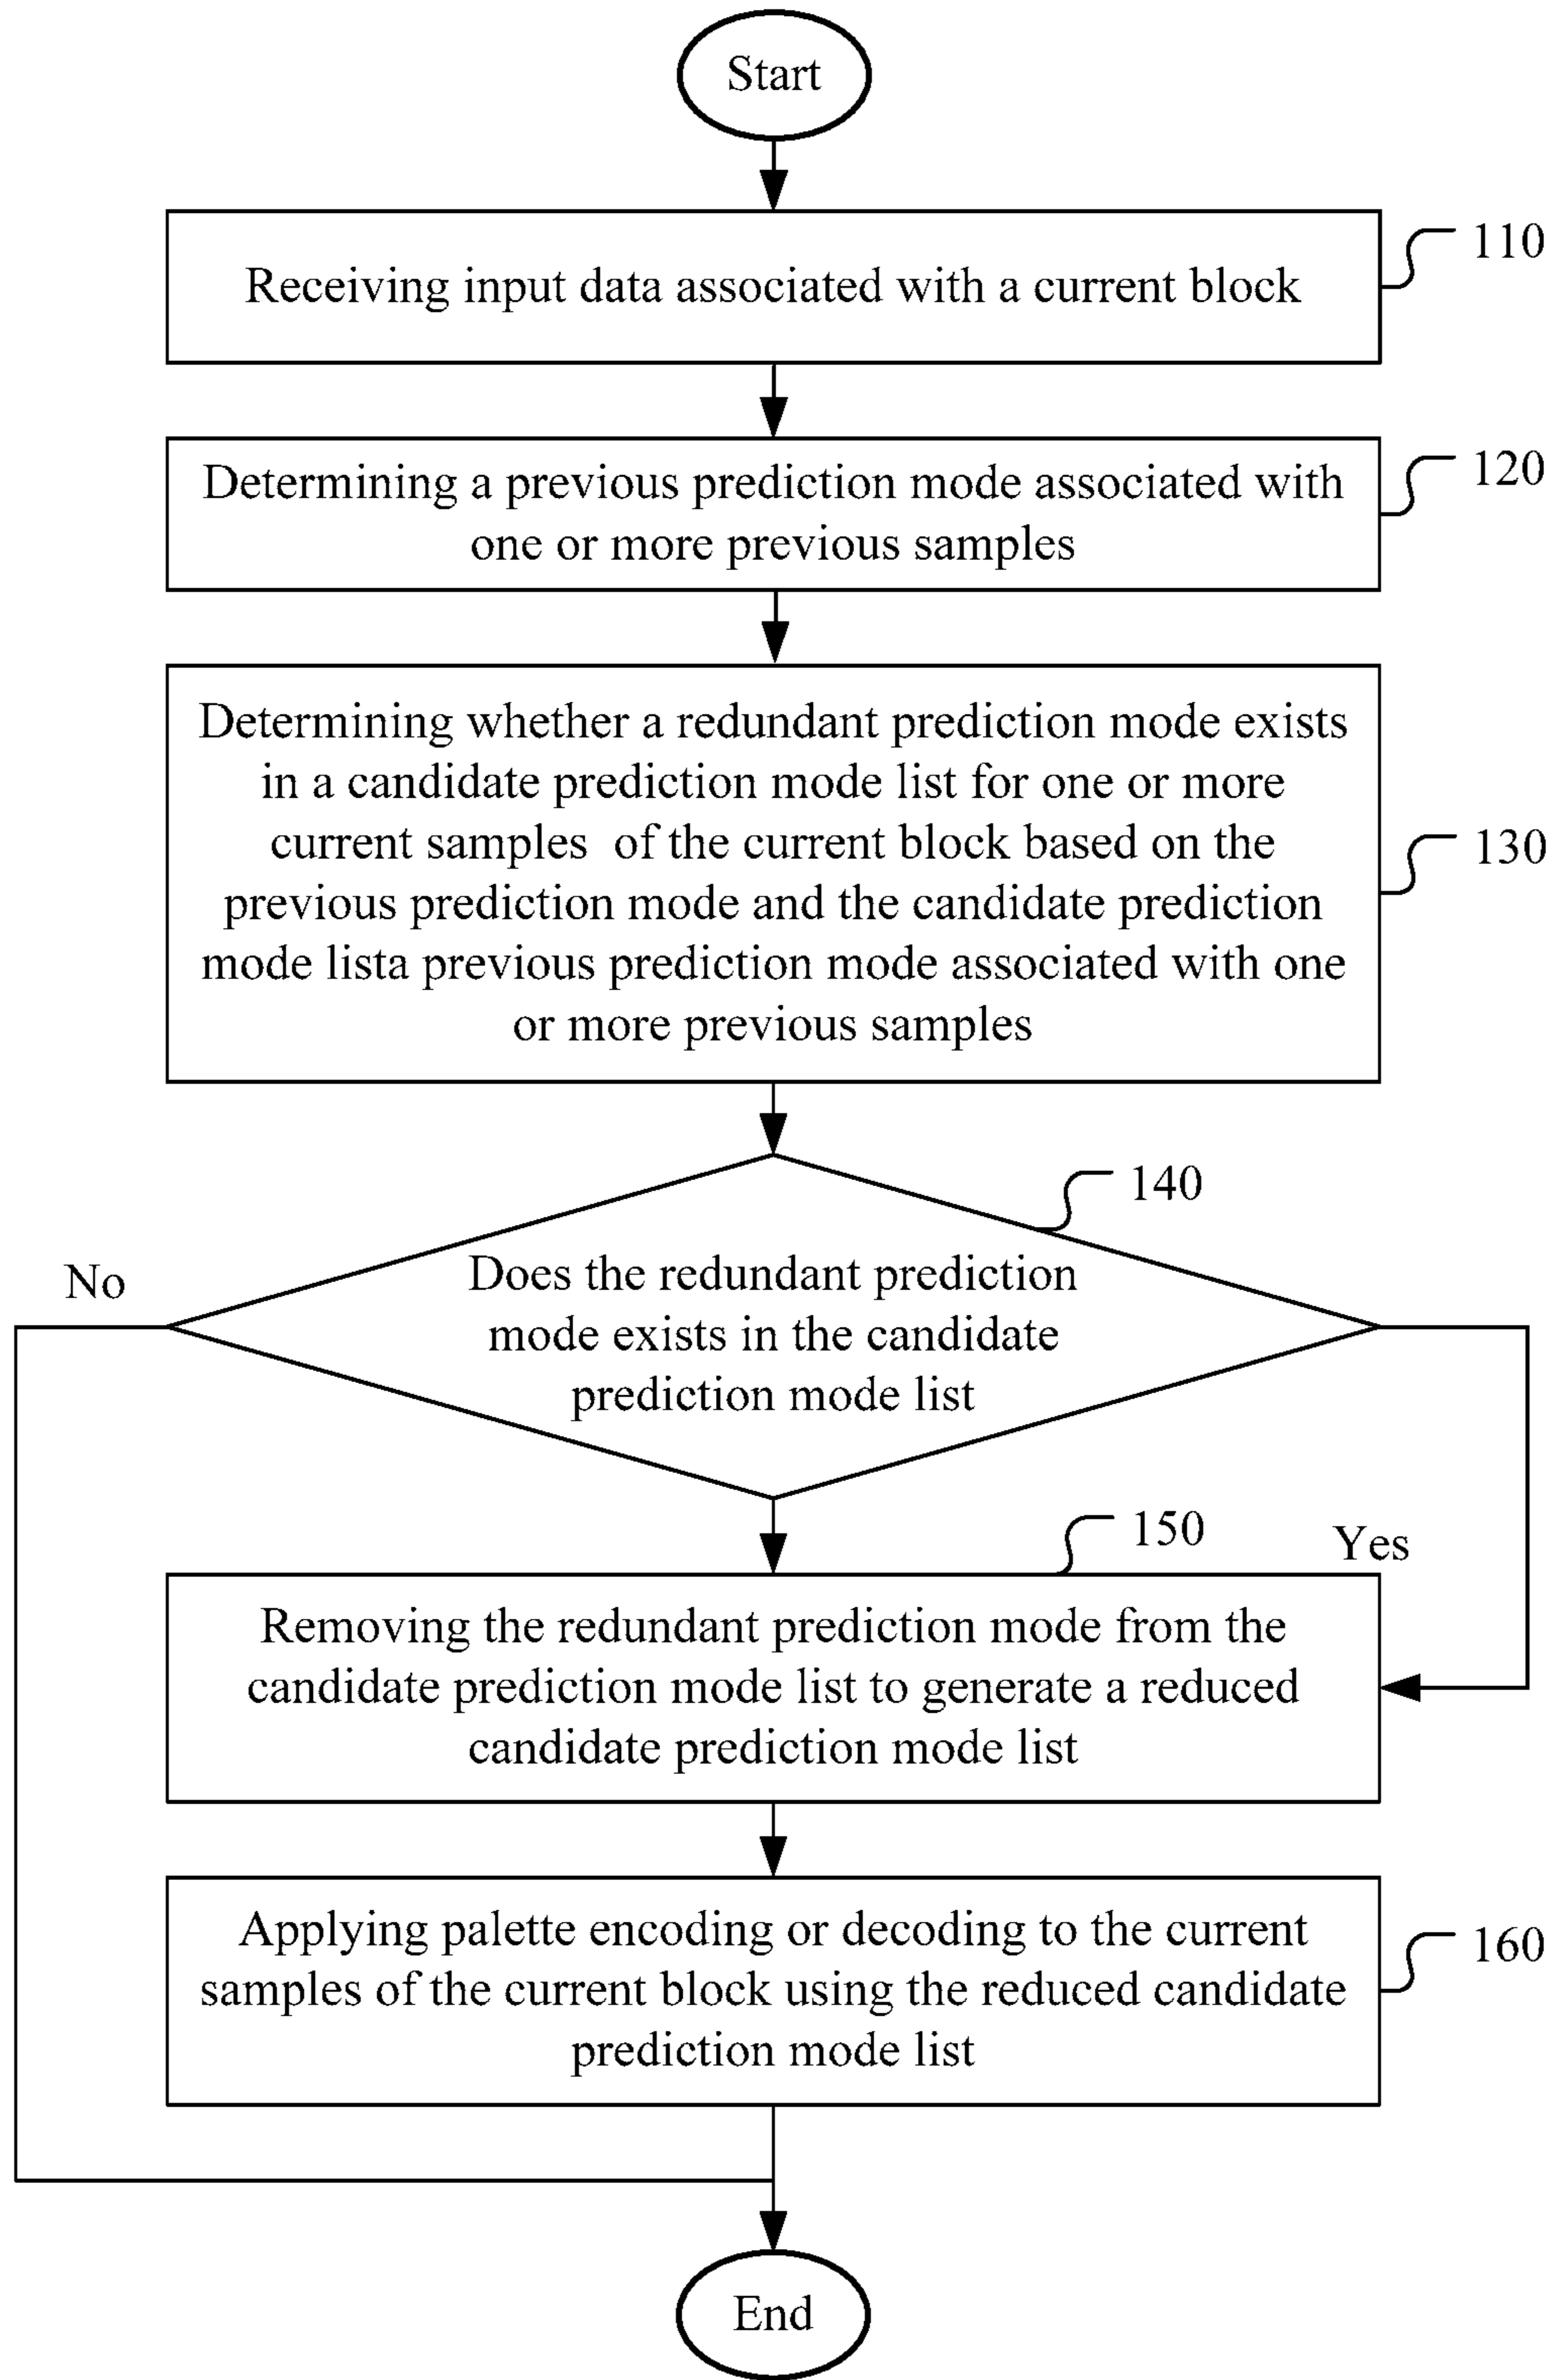 Start
110
Receiving input data associated with a current block
120
Determining a previous prediction mode associated with
one or more previous samples
Determining whether a redundant prediction mode exists
in a candidate prediction mode list for one or more
current samples of the current block based on the
130
previous prediction mode and the candidate prediction
mode lista previous prediction mode associated with one
or more previous samples
140
No
Does the redundant prediction
mode exists in the candidate
prediction mode list
150
Yes
Removing the redundant prediction mode from the
candidate prediction mode list to generate a reduced
candidate prediction mode list
Applying palette encoding or decoding to the current
160
samples of the current block using the reduced candidate
prediction mode list
End